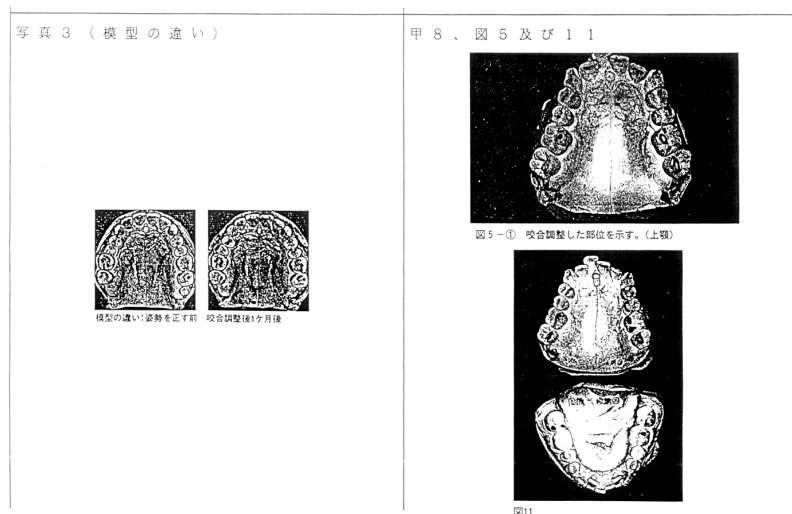 写真3（模型の違い）
模型の違い：姿勢を正す前
咬合調整後1ケ月後
甲8、図5及び11
図5-① 咬合調整した部位を示す。（上顎）
図11